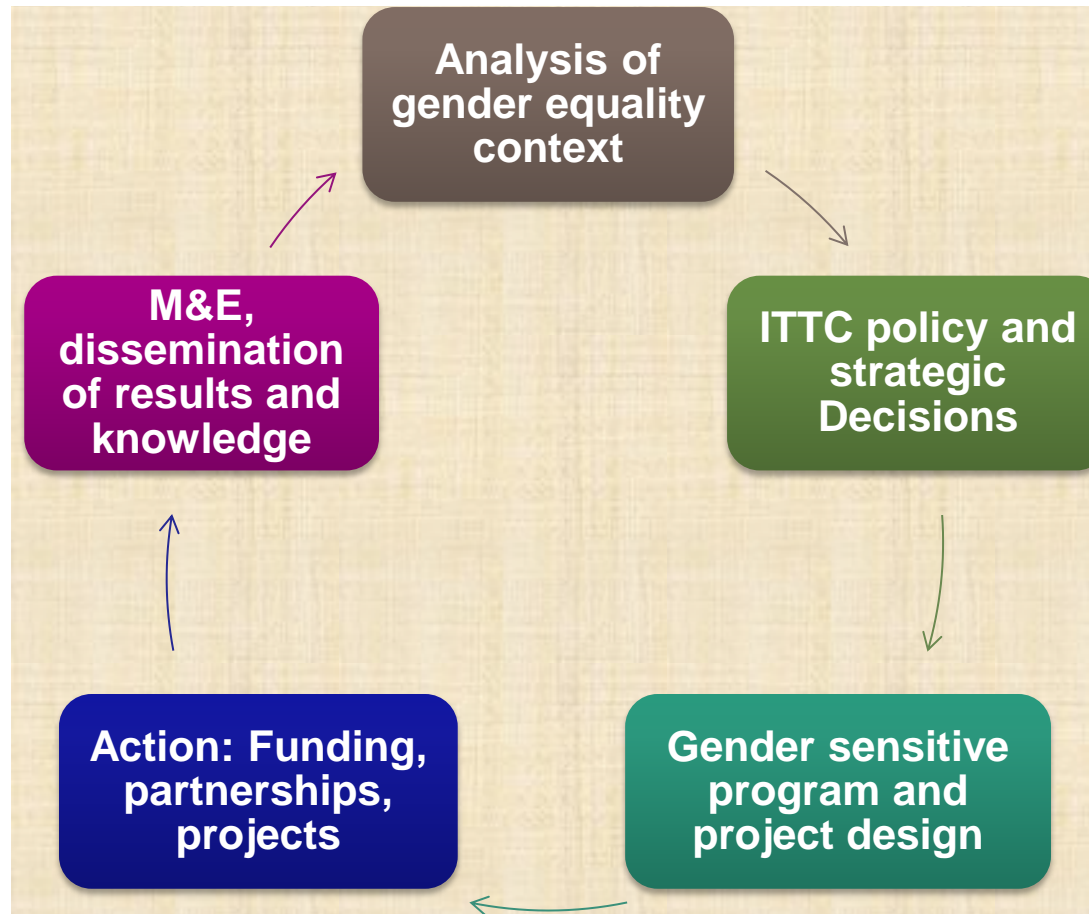 Analysis of
gender equality
context
ITTC policy and
strategic
Decisions
Gender sensitive
program and
project design
Action: Funding,
partnerships,
projects
M&E,
dissemination
of results and
knowledge